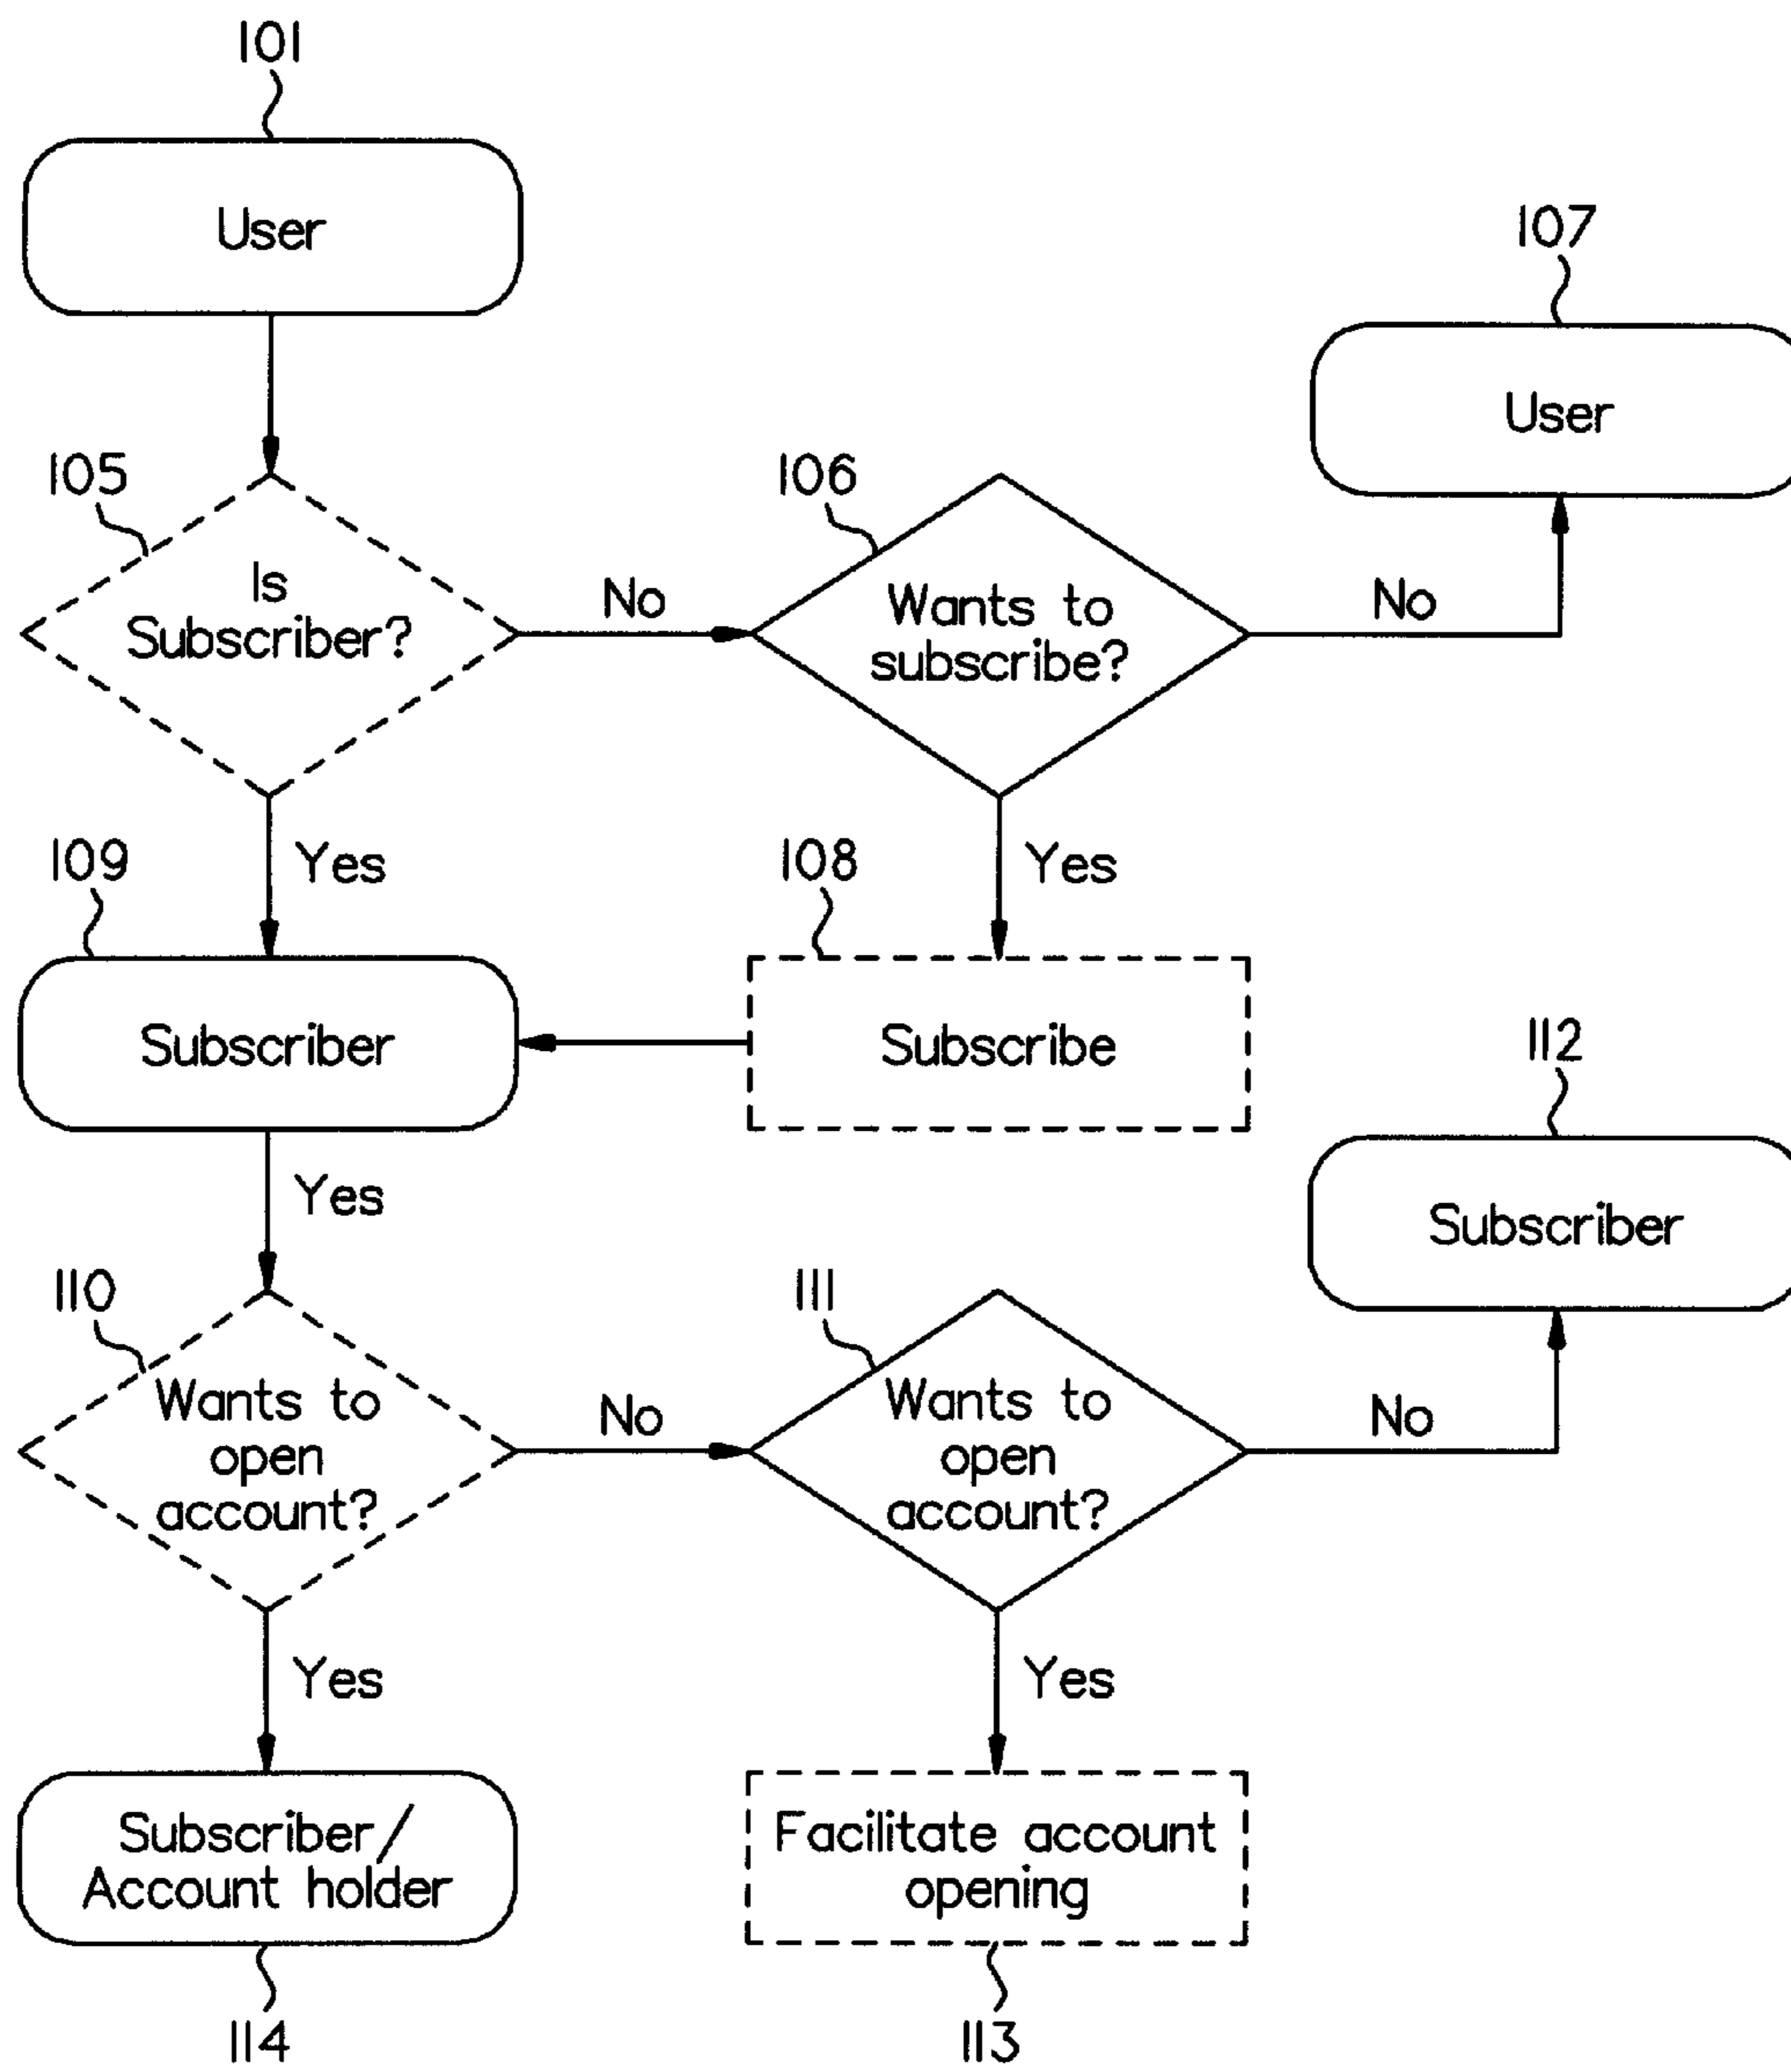 101
User
107
User
105
Is
Subscriber?
No
106
Wants to
subscribe?
No
Yes
Yes
109
Subscriber
108
Subscribe
112
Subscriber
Yes
110
Wants to
open
account?
No
111
Wants to
open
account?
No
Yes
Yes
Subscriber/
Account holder
Facilitate account
opening
114
113